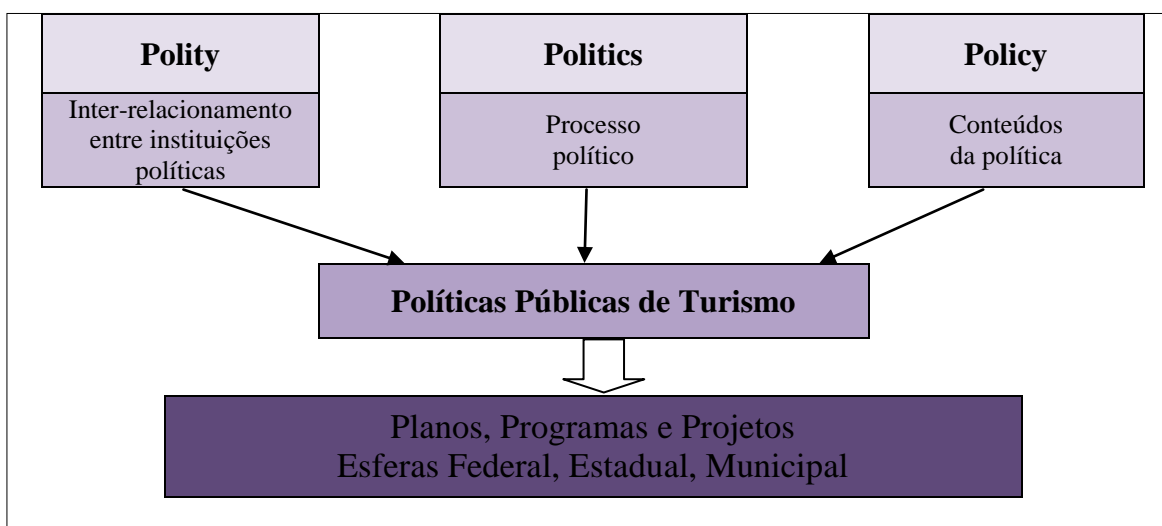 Polity
Inter-relacionamento
entre instituições
políticas
Politics
Processo
político
Policy
Conteúdos
da política
Políticas Públicas de Turismo
Planos, Programas e Projetos
Esferas Federal, Estadual, Municipal